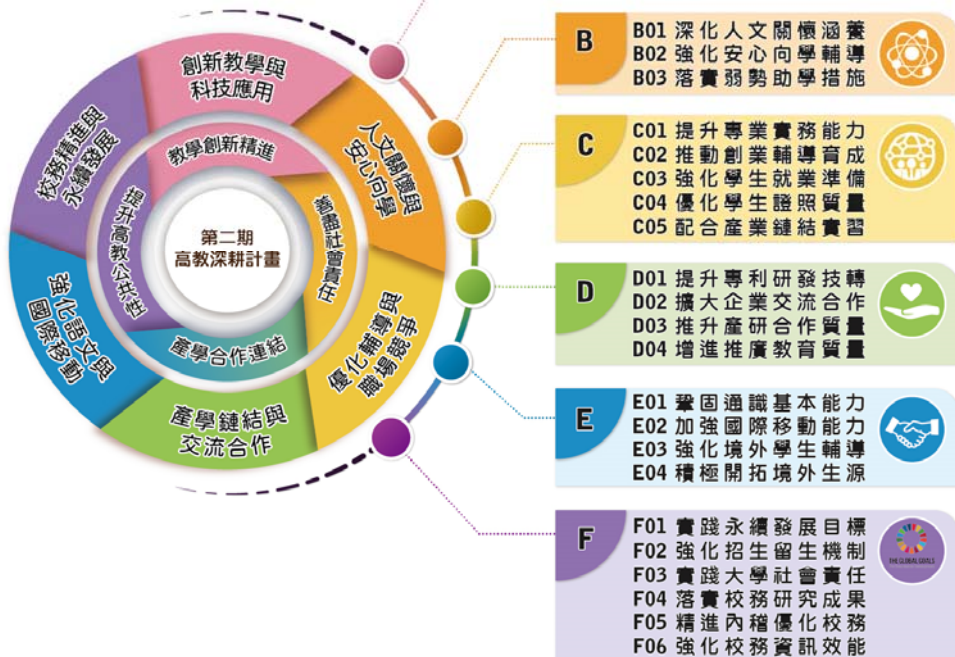 創新教學與
科技應用
人文關懷與
安心向學
優化輔導與
職場競爭
產學鏈結與
交流合作
強化語文與
國際移動
校務精進與
永續發展
教學創新精進
善盡社會責任
產學合作連結
提升高教公共性
第二期
高教深耕計畫
B
B01 深化人文關懷涵養
B02 強化安心向學輔導
B03 落實弱勢助學措施
C
C01 提升專業實務能力
C02 推動創業輔導育成
C03 強化學生就業準備
C04 優化學生證照質量
C05 配合產業鏈結實習
D
D01 提升專利研發技轉
D02 擴大企業交流合作
D03 推升產研合作質量
D04 增進推廣教育質量
E
E01 鞏固通識基本能力
E02 加強國際移動能力
E03 強化境外學生輔導
E04 積極開拓境外生源
F
F01 實踐永續發展目標
F02 強化招生留生機制
F03 實踐大學社會責任
F04 落實校務研究成果
F05 精進內稽優化校務
F06 強化校務資訊效能
THE GLOBAL GOALS